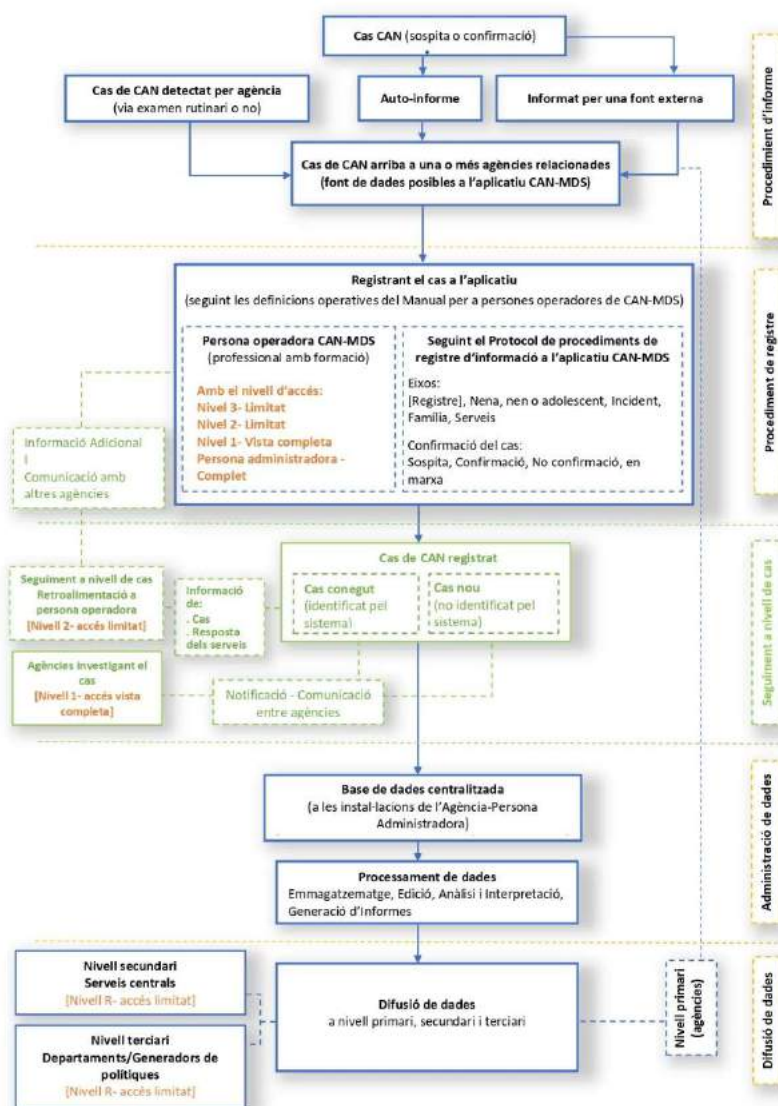 Cas CAN (sospita o confirmació)
Cas de CAN detectat per agència
(via examen rutinari o no)
Auto-informe
Informat per una font externa
Cas de CAN arriba a una o més agències relacionades
(font de dades posibles a l'aplicatiu CAN-MDS)
Procedimient d'informe
Registrant el cas a l'aplicatiu
(seguint les definicions operatives del Manual per a persones operadores de CAN-MDS)
Persona operadora CAN-MDS
(professional amb formació)
Amb el nivell d'accés:
Nivel 3- Limitat
Nivel 2- Limitat
Nivel 1- Vista completa
Persona administradora -
Complet
Seguint el Protocol de procediments de
registre d'informació a l'aplicatiu CAN-MDS
Eixos:
[Registre], Nena, nen o adolescent, Incident,
Família, Serveis
Confirmació del cas:
Sospita, Confirmació, No confirmació, en
marxa
Procediment de registre
Informació Adicional
I
Comunicació amb
altres agències
Cas de CAN registrat
Cas conegut
(identificat pel
sistema)
Cas nou
(no identificat pel
sistema)
Seguiment a nivell de cas
Retroalimentació a
persona operadora
[Nivell 2- accés limitat]
Informació
de:
. Cas
. Resposta
dels serveis
Agències investigant el
cas
[Nivell 1- accés vista
completa]
Notificació - Comunicació
entre agències
Seguiment a nivell de cas
Base de dades centralitzada
(a les instal·lacions de l'Agència-Persona
Administradora)
Processament de dades
Emmagatzematge, Edició, Anàlisi i Interpretació,
Generació d'Informes
Administració de dades
Nivell secundari
Serveis centrals
[Nivell R- accés limitat]
Nivell terciari
Departaments/Generadors de
polítiques
[Nivell R- accés limitat]
Difusió de dades
a nivell primari, secundari i terciari
Nivell primari
(agències)
Difusió de dades